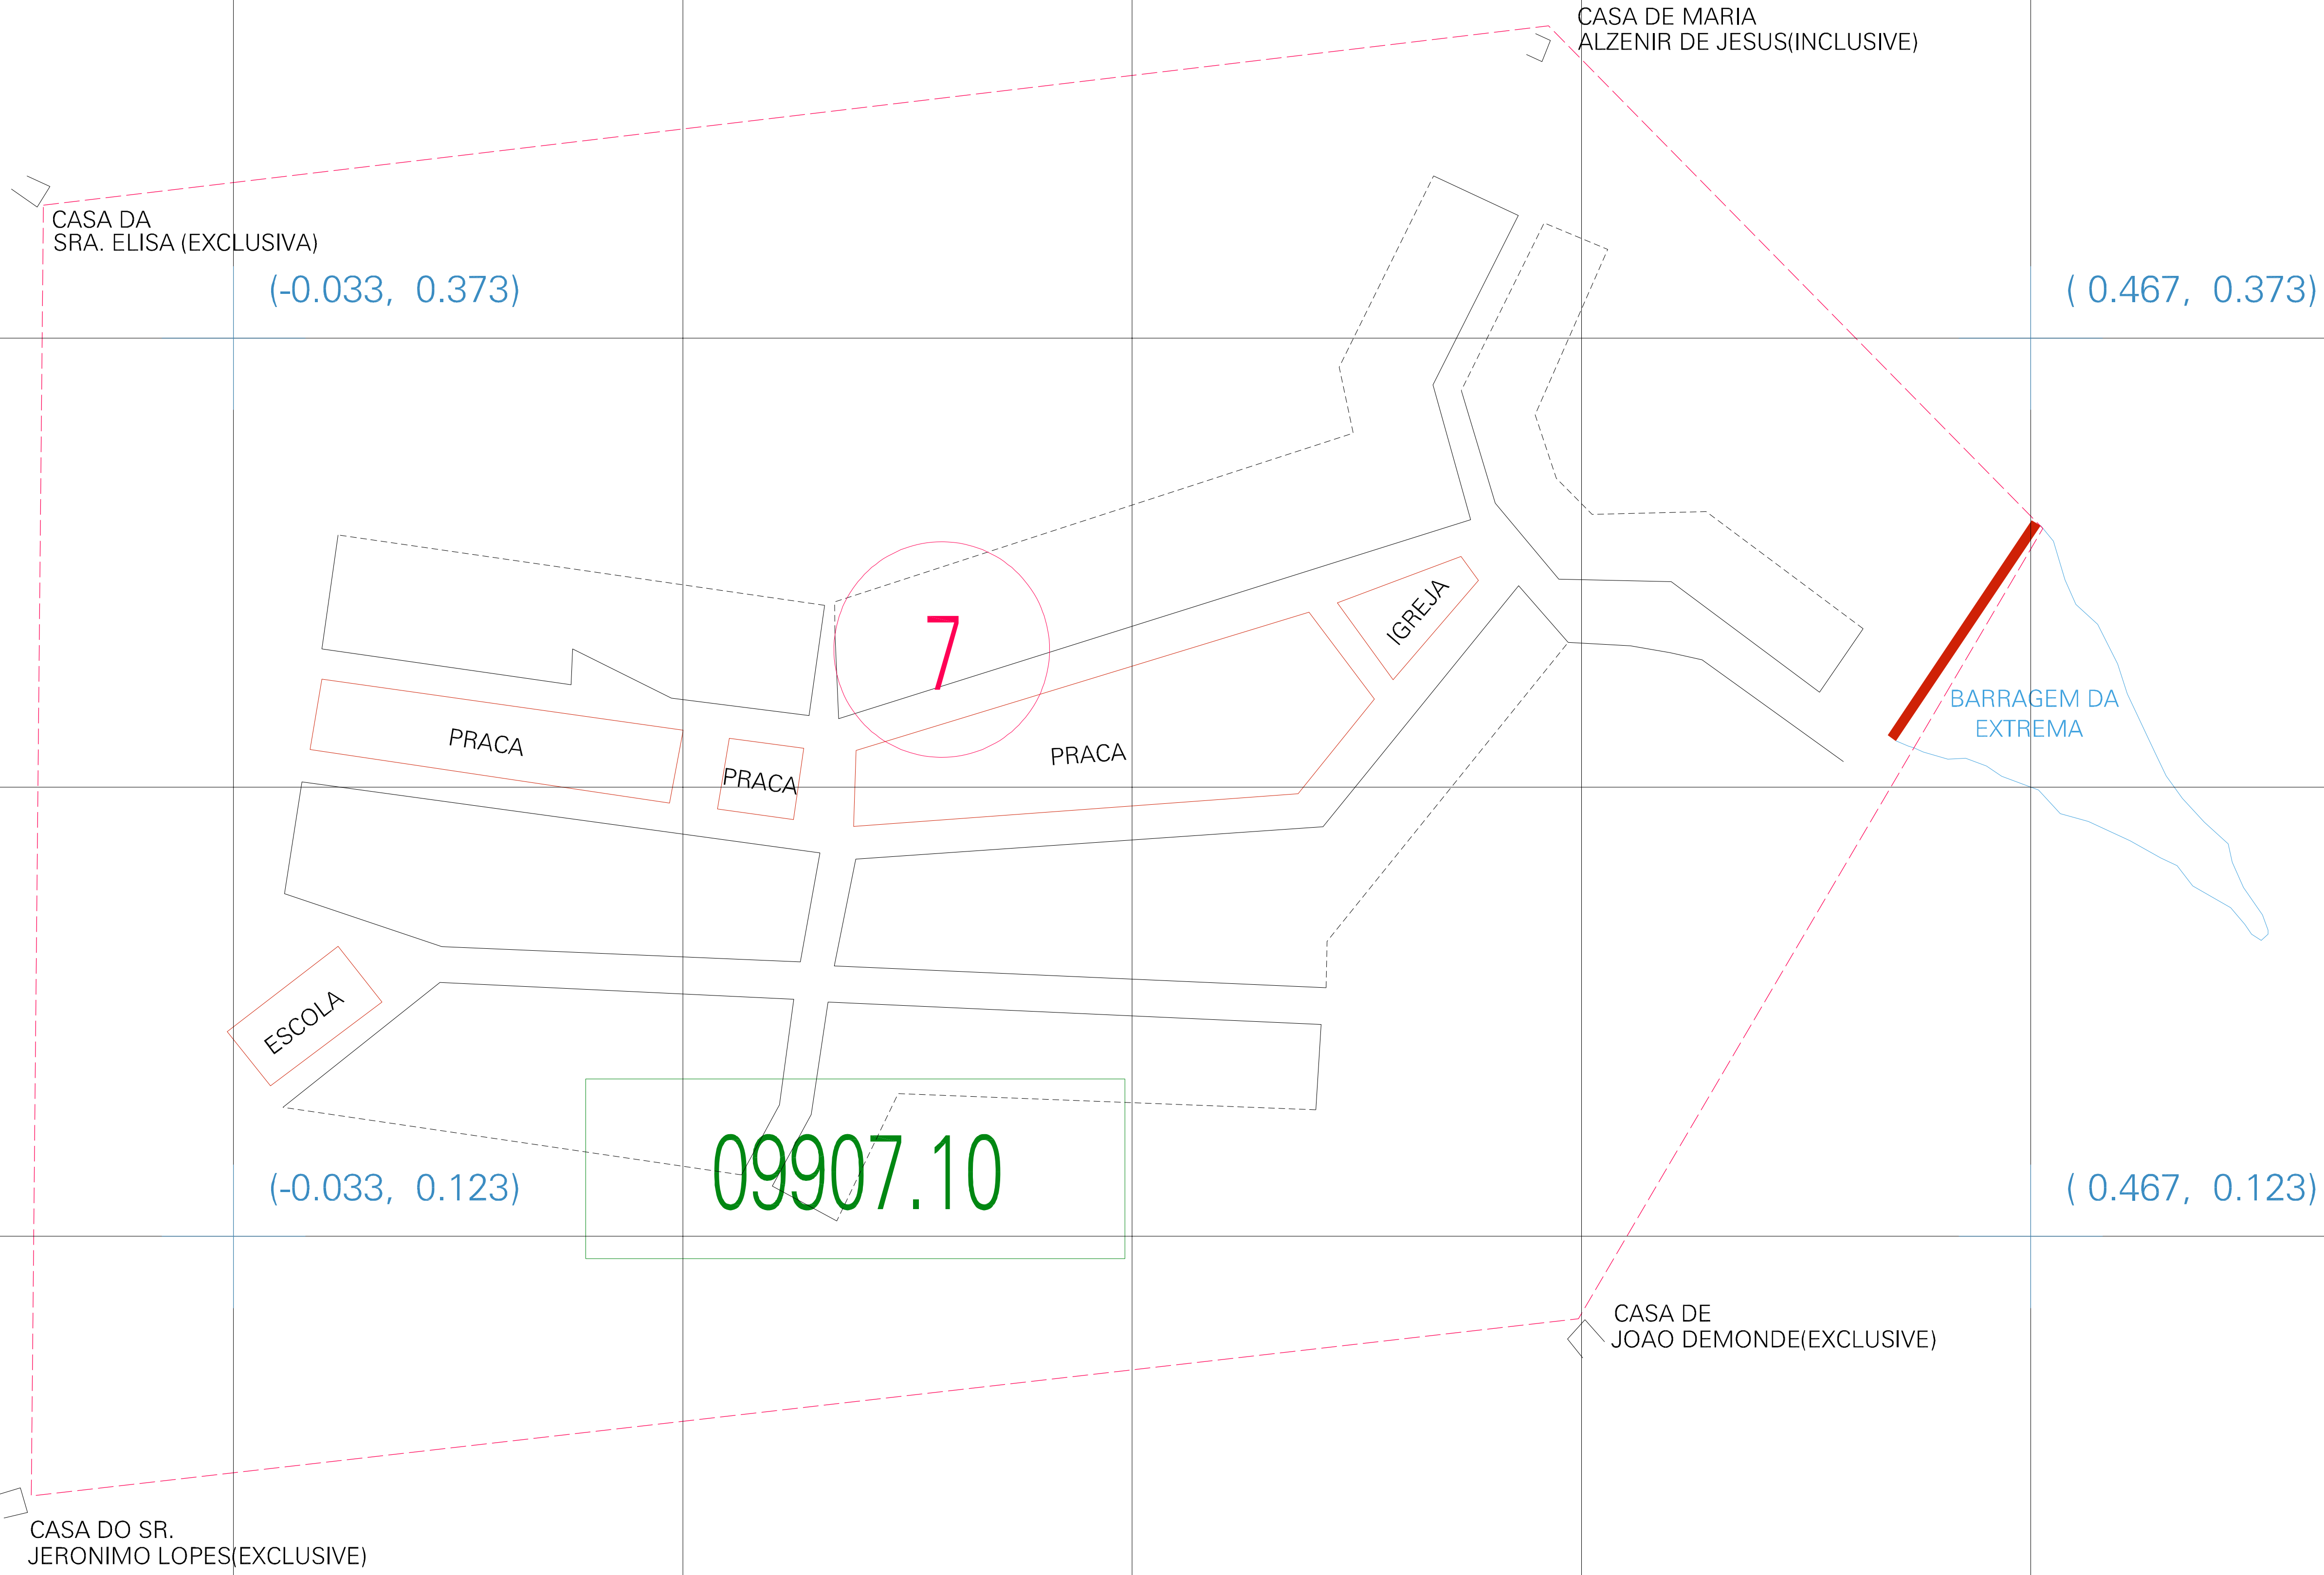 CASA DE MARIA
ALZENIR DE JESUS(INCLUSIVE)
CASA DA
SRA. ELISA (EXCLUSIVA)
(-0.033, 0.373)
( 0.467, 0.373)
7
IGREJA
BARRAGEM DA
EXTREMA
PRACA
PRACA
PRACA
ESCOLA
09907.10
(-0.033, 0.123)
( 0.467, 0.123)
CASA DE
JOAO DEMONDE(EXCLUSIVE)
CASA DO SR.
JERONIMO LOPES(EXCLUSIVE)